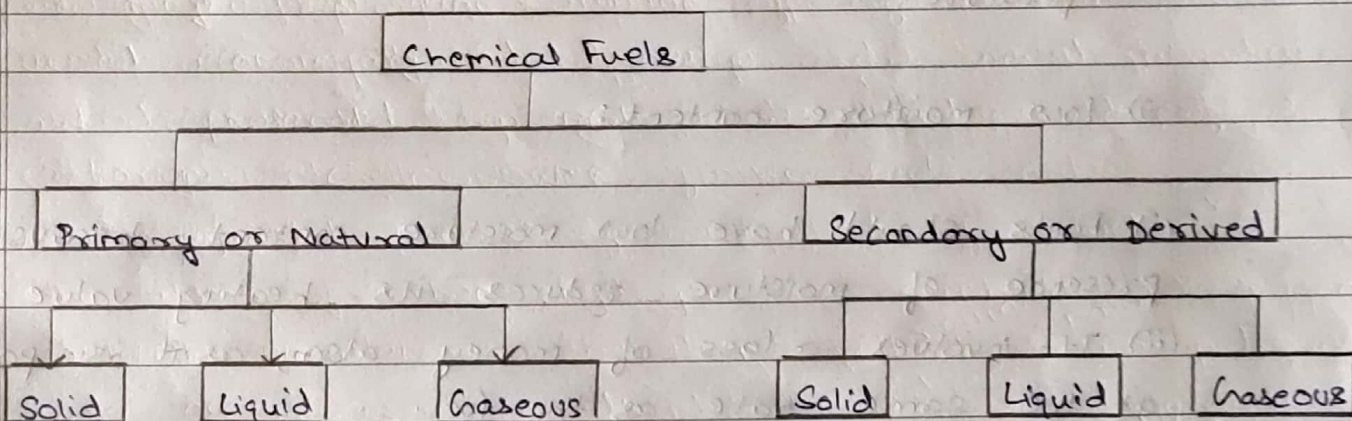 Chemical Fuels
Primary or Natural Secondary or Derived
Solid Liquid Gaseous Solid Liquid Gaseous